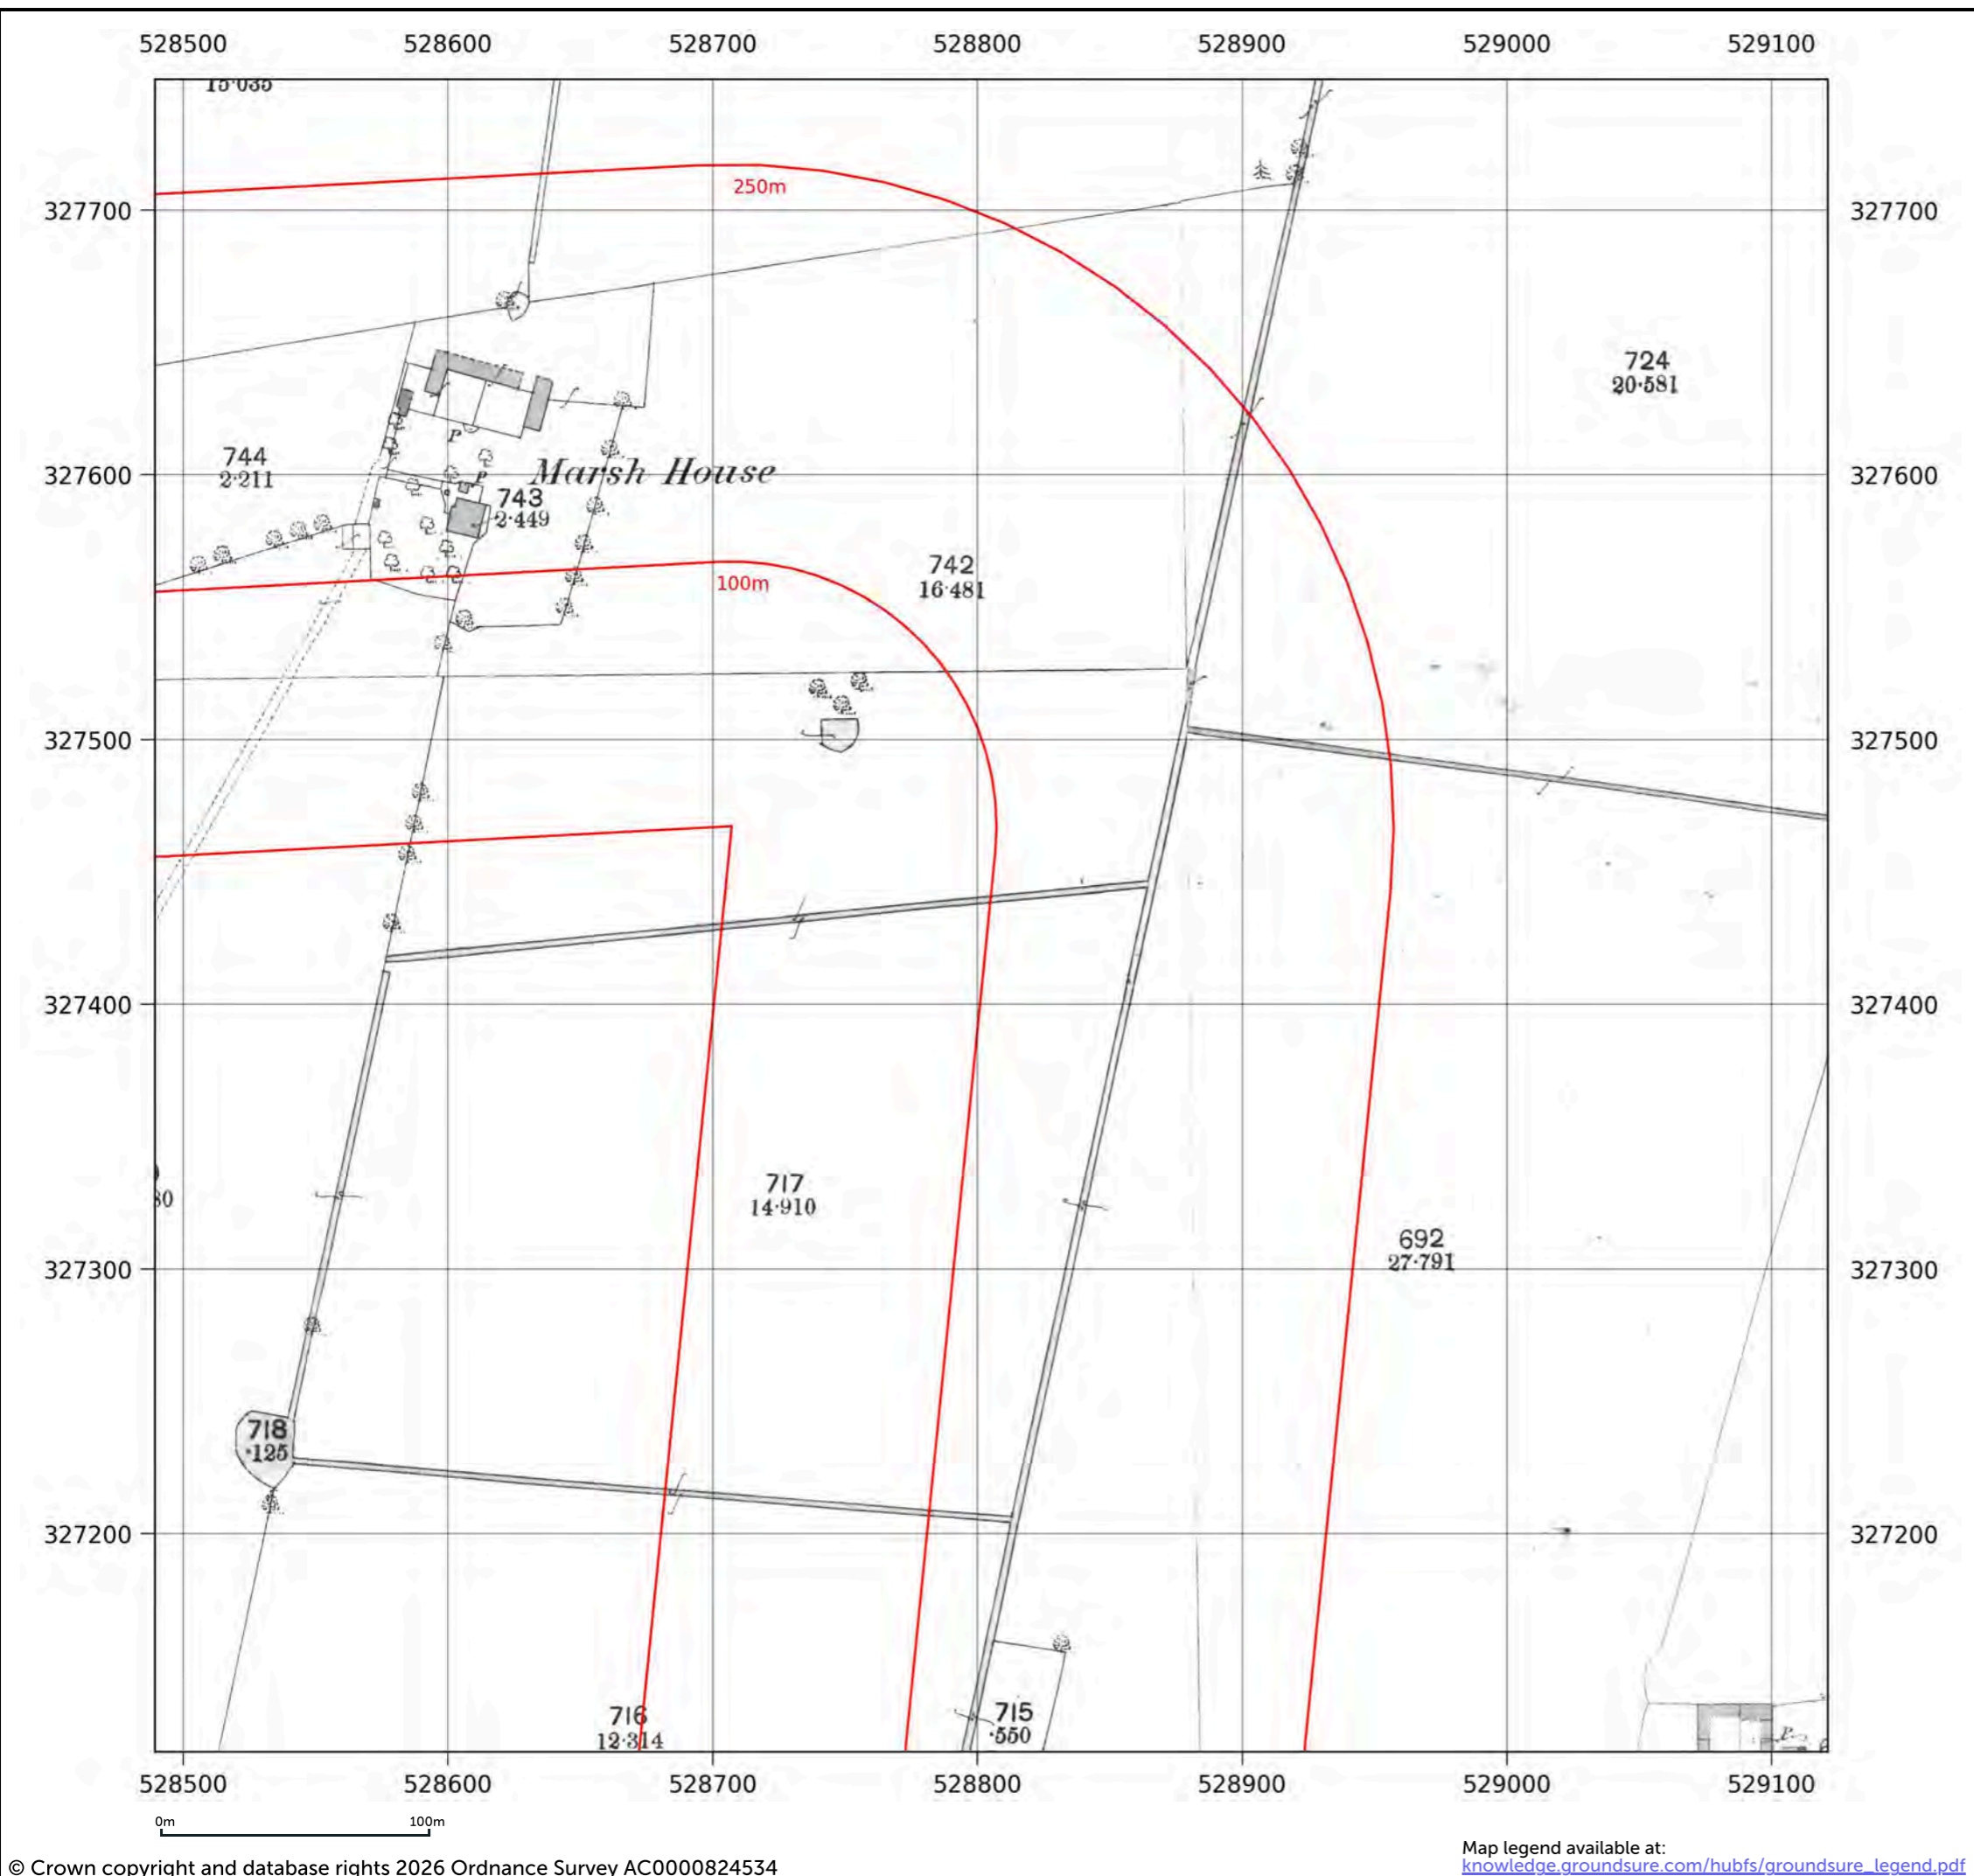 528500 528600 528700 528800 528900 529000 529100
15·035
250m
327700 327700
724
20·581
744
2·211
P
Marsh House
327600 327600
P
743
2·449
742
16·481
100m
327500 327500
327400 327400
717
14·910
80
692
27·791
327300 327300
718
·125
327200 327200
716
12·314
715
·550
P
528500 528600 528700 528800 528900 529000 529100
0m 100m
Map legend available at:
knowledge.groundsure.com/hubfs/groundsure_legend.pdf
© Crown copyright and database rights 2026 Ordnance Survey AC0000824534